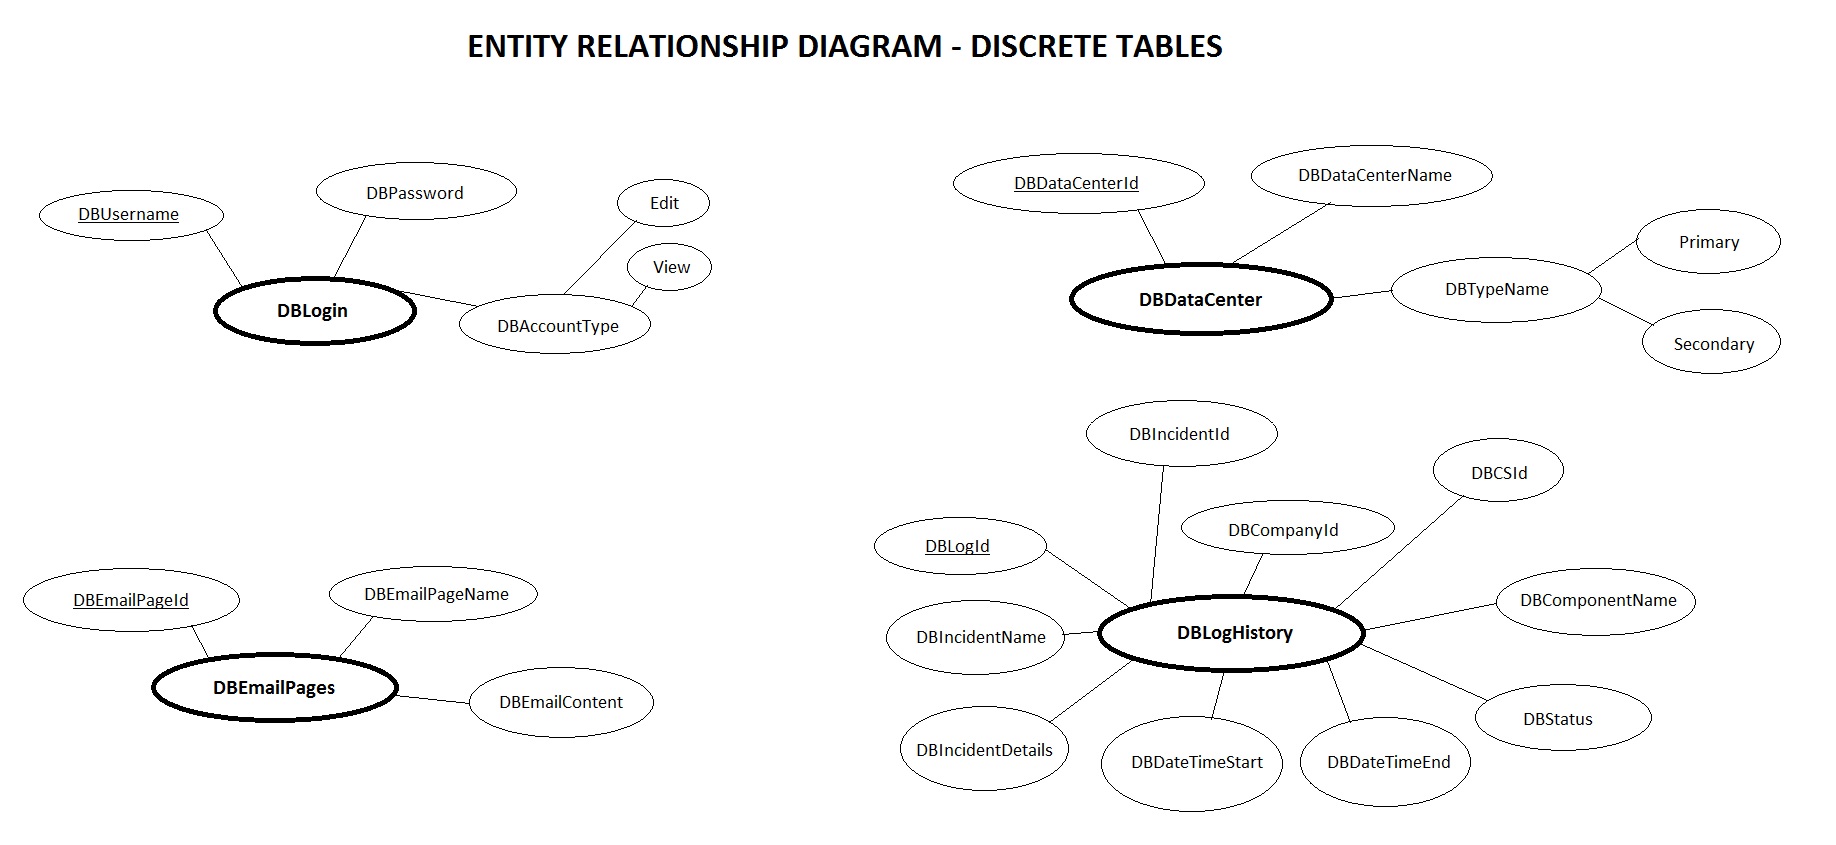 ENTITY RELATIONSHIP DIAGRAM - DISCRETE TABLES
DBUsername
DBPassword
Edit
View
DBLogin
DBAccountType
DBDataCenterId
DBDataCenterName
Primary
DBDataCenter
DBTypeName
Secondary
DBEmailPageId
DBEmailPageName
DBEmailPages
DBEmailContent
DBIncidentId
DBCSId
DBLogId
DBCompanyId
DBComponentName
DBIncidentName
DBLogHistory
DBStatus
DBIncidentDetails
DBDateTimeStart
DBDateTimeEnd